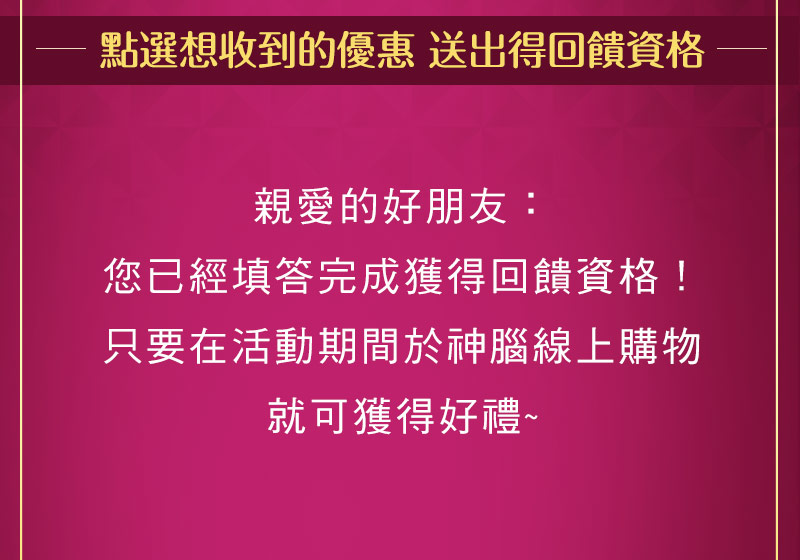 點選想收到的優惠 送出得回饋資格
親愛的好朋友：
您已經填答完成獲得回饋資格！
只要在活動期間於神腦線上購物
就可獲得好禮~